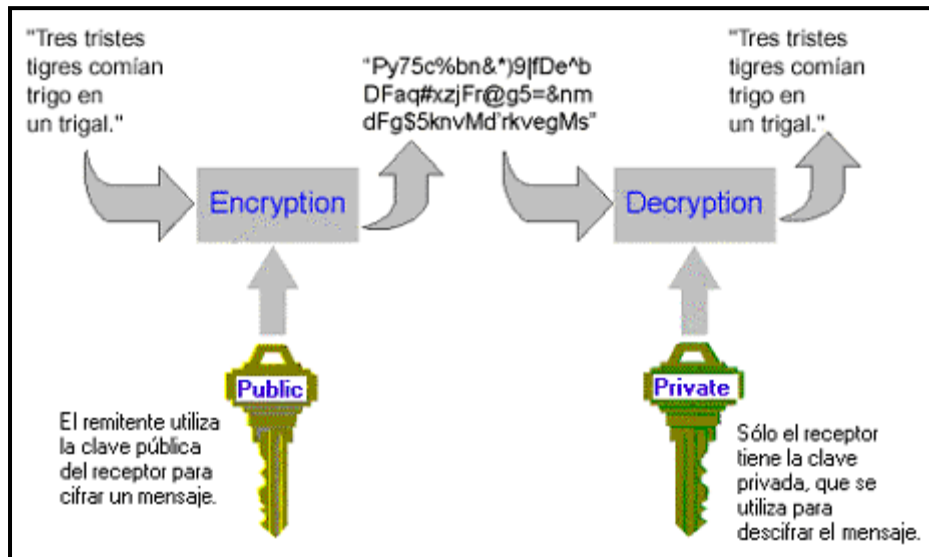 "Tres tristes
tigres comían
trigo en
un trigal."
"Py75c%bn&*)9|fDe^b
DFaq#xzjFr@g5=&nm
dFg$5knvMd'rkvegMs"
"Tres tristes
tigres comían
trigo en
un trigal."
Encryption
Decryption
Public
Private
El remitente utiliza
la clave pública
del receptor para
cifrar un mensaje.
Sólo el receptor
tiene la clave
privada, que se
utiliza para
descifrar el mensaje.